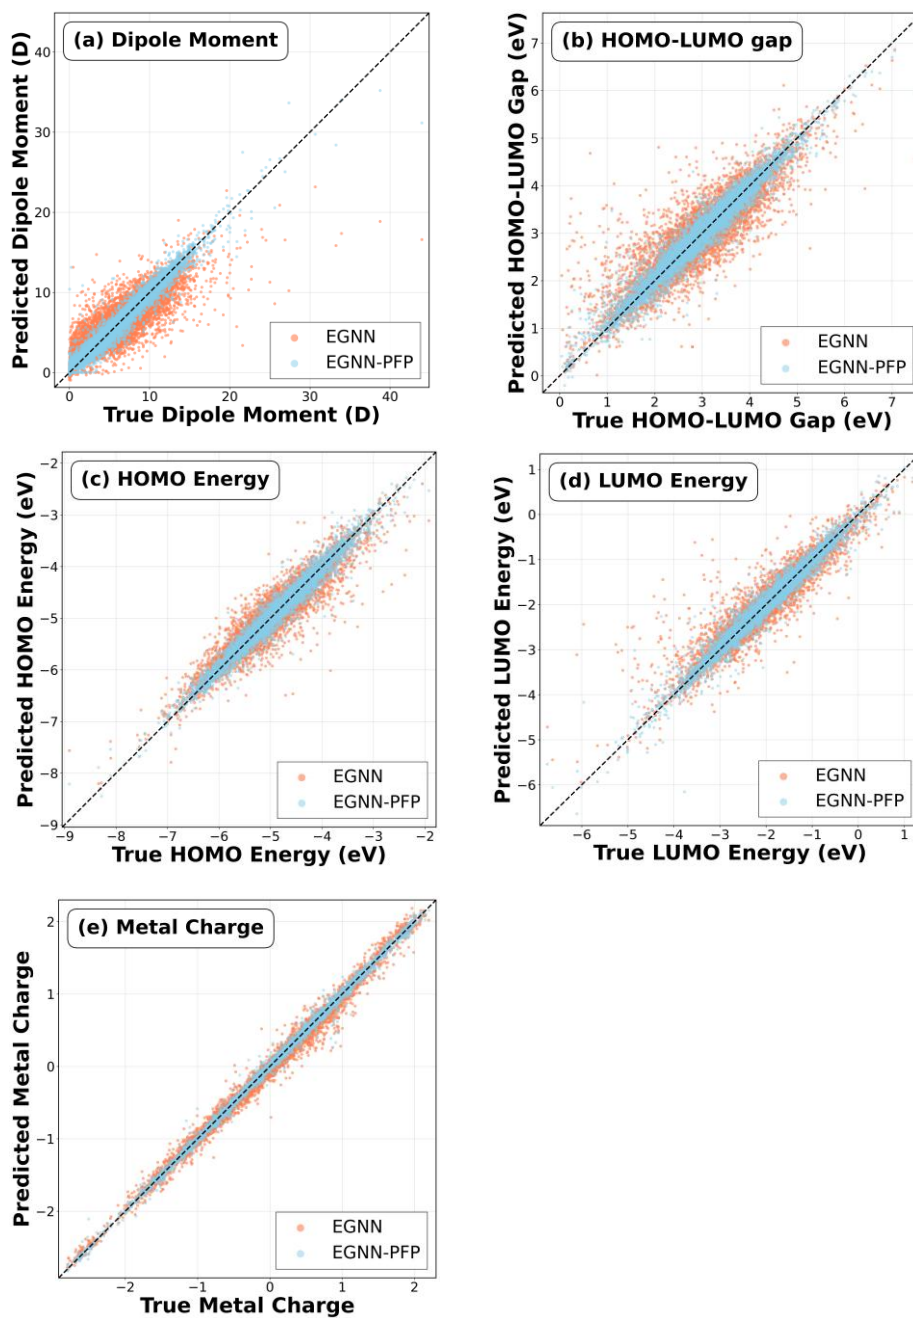 (a) Dipole Moment
Predicted Dipole Moment (D)
40
30
20
10
0
0 10 20 30 40
True Dipole Moment (D)
EGNN
EGNN-PFP
(b) HOMO-LUMO gap
Predicted HOMO-LUMO Gap (eV)
7
6
5
4
3
2
1
0
0 1 2 3 4 5 6 7
True HOMO-LUMO Gap (eV)
EGNN
EGNN-PFP
(c) HOMO Energy
Predicted HOMO Energy (eV)
−2
−3
−4
−5
−6
−7
−8
−9
−9 −8 −7 −6 −5 −4 −3 −2
True HOMO Energy (eV)
EGNN
EGNN-PFP
(d) LUMO Energy
Predicted LUMO Energy (eV)
1
0
−1
−2
−3
−4
−5
−6
−6 −5 −4 −3 −2 −1 0 1
True LUMO Energy (eV)
EGNN
EGNN-PFP
(e) Metal Charge
Predicted Metal Charge
2
1
0
−1
−2
−2 −1 0 1 2
True Metal Charge
EGNN
EGNN-PFP